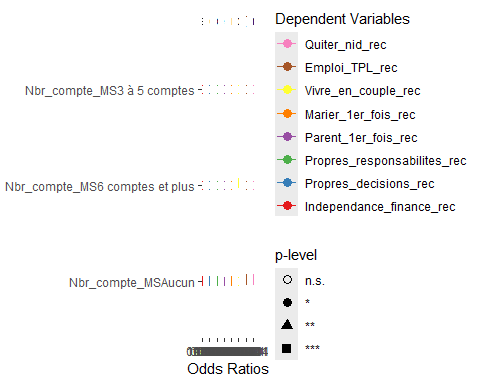 Dependent Variables
Quiter_nid_rec
Emploi_TPL_rec
Vivre_en_couple_rec
Marier_1er_fois_rec
Parent_1er_fois_rec
Propres_responsabilites_rec
Propres_decisions_rec
Independance_finance_rec
p-level
n.s.
*
**
***
Nbr_compte_MS3 à 5 comptes
Nbr_compte_MS6 comptes et plus
Nbr_compte_MSAucun
Odds Ratios